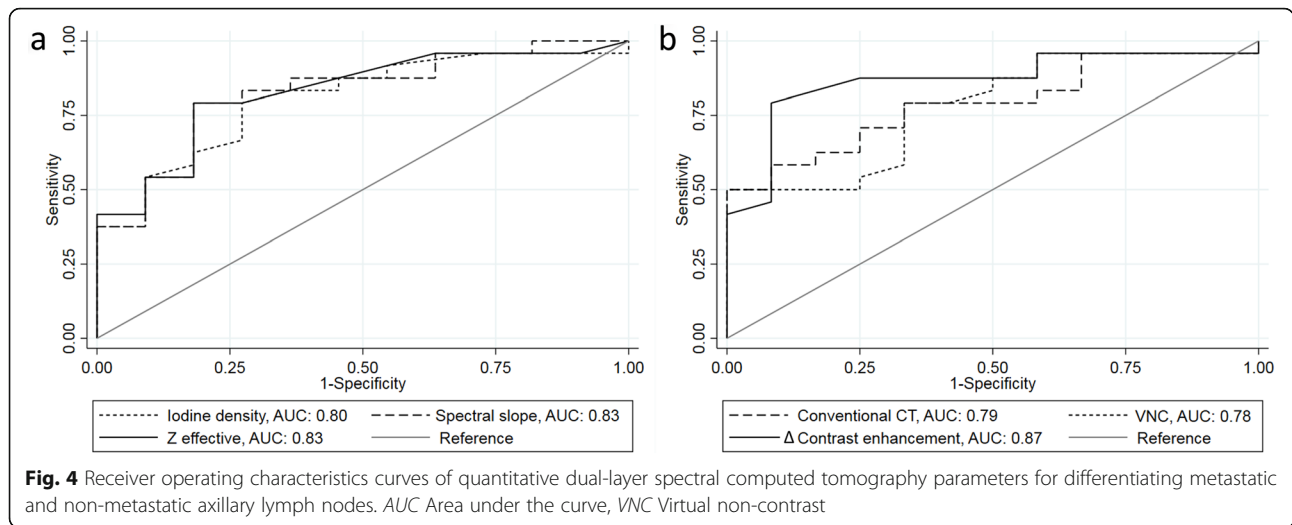 a
Sensitivity
1.00
0.75
0.50
0.25
0.00
0.00 0.25 0.50 0.75 1.00
1-Specificity
Iodine density, AUC: 0.80 Spectral slope, AUC: 0.83
Z effective, AUC: 0.83 Reference
b
Sensitivity
1.00
0.75
0.50
0.25
0.00
0.00 0.25 0.50 0.75 1.00
1-Specificity
Conventional CT, AUC: 0.79 VNC, AUC: 0.78
Δ Contrast enhancement, AUC: 0.87 Reference
Fig. 4 Receiver operating characteristics curves of quantitative dual-layer spectral computed tomography parameters for differentiating metastatic
and non-metastatic axillary lymph nodes. AUC Area under the curve, VNC Virtual non-contrast